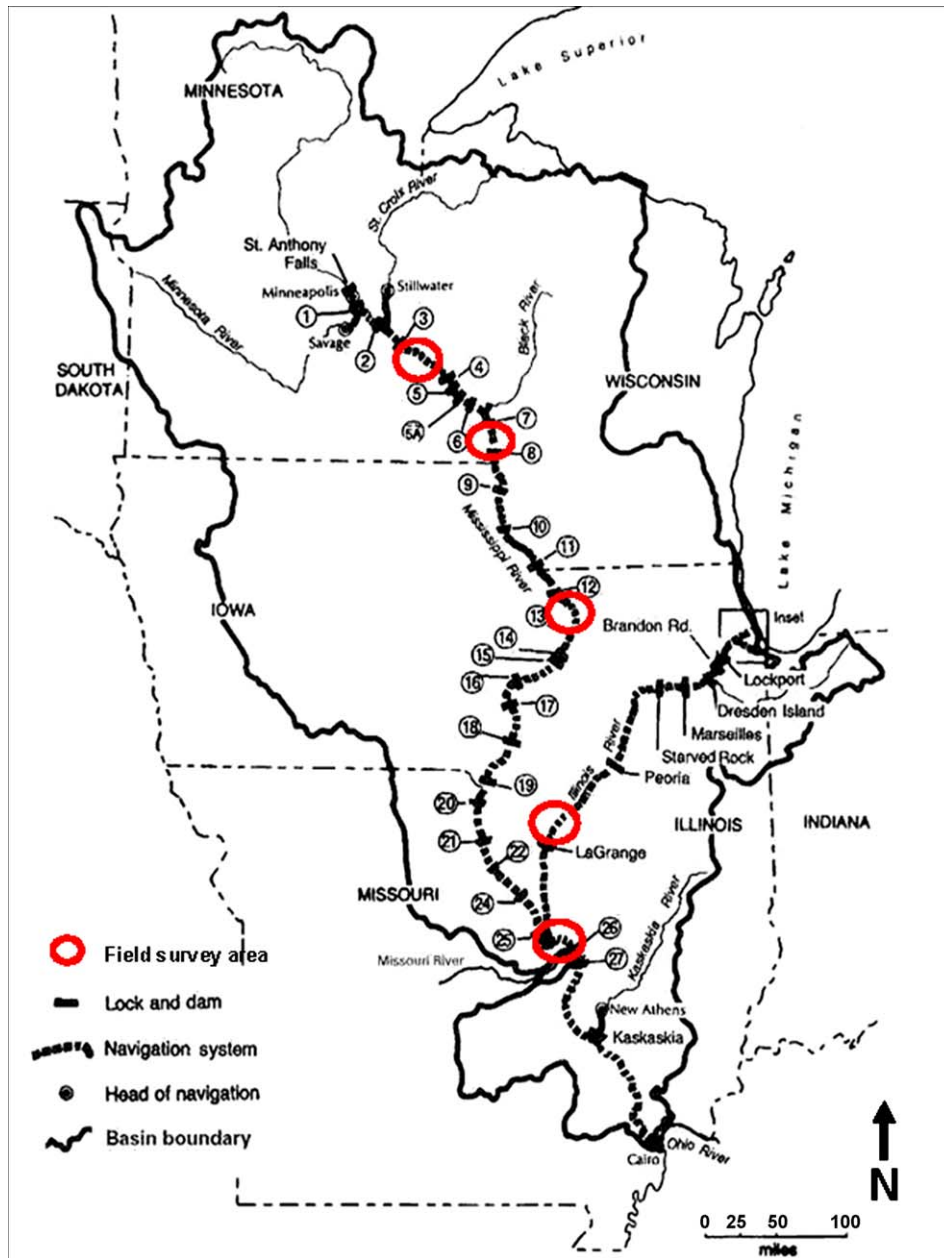 Lake Superior
MINNESOTA
St. Croix River
St. Anthony
Falls
Minneapolis
Stillwater
Minnesota River
Black River
1
3
Savage
2
4
SOUTH
DAKOTA
WISCONSIN
5
7
5A
6
8
9
Lake Michigan
Mississippi River
10
11
12
IOWA
13
Inset
Brandon Rd.
14
15
Lockport
16
Dresden Island
17
Marseilles
18
Starved Rock
Illinois River
Peoria
19
20
ILLINOIS
INDIANA
21
LaGrange
22
MISSOURI
24
Kaskaskia River
25
26
Field survey area
Missouri River
27
Lock and dam
New Athens
Kaskaskia
Navigation system
Head of navigation
Basin boundary
Ohio River
Cairo
N
0 25 50 100
miles